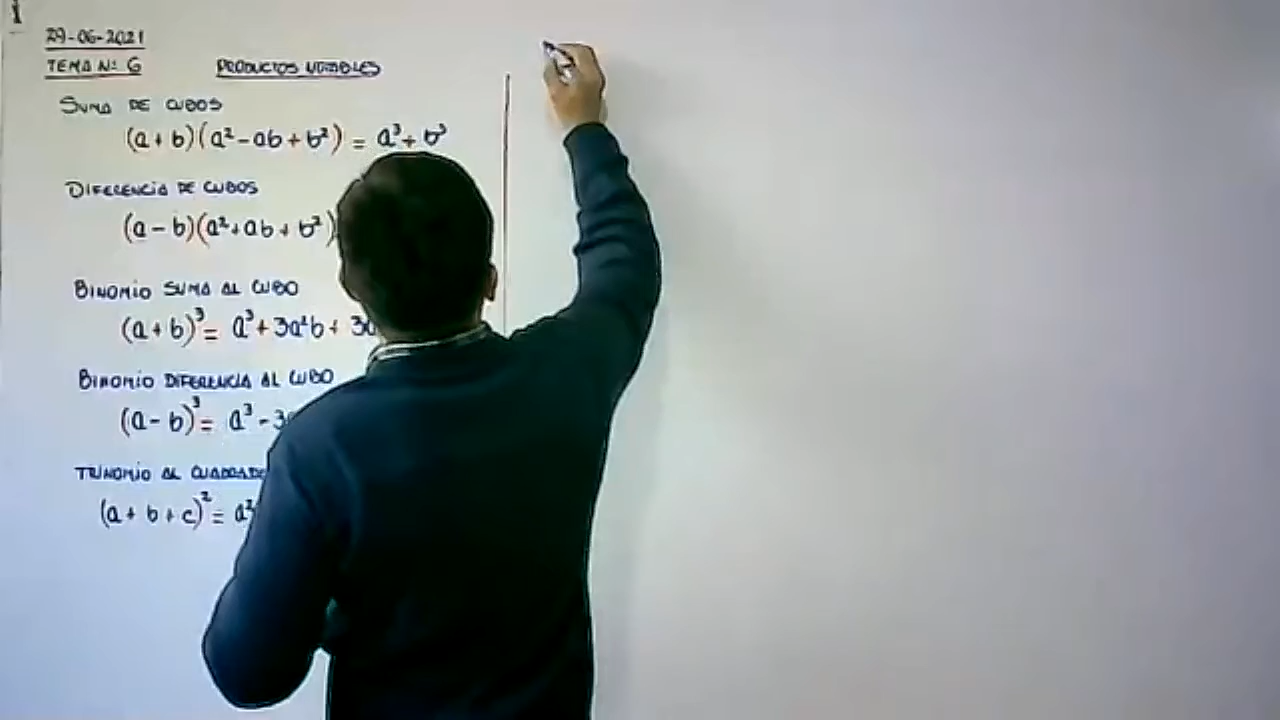 29-06-2021
TEMA Nº 6 PRODUCTOS NOTABLES
SUMA DE CUBOS
(a + b)(a² - ab + b²) = a³ + b³
DIFERENCIA DE CUBOS
(a - b)(a² + ab + b²)
BINOMIO SUMA AL CUBO
(a + b)³ = a³ + 3a²b + 3a
BINOMIO DIFERENCIA AL CUBO
(a - b)³ = a³ - 3
TRINOMIO AL CUADRADO
(a + b + c)² = a²